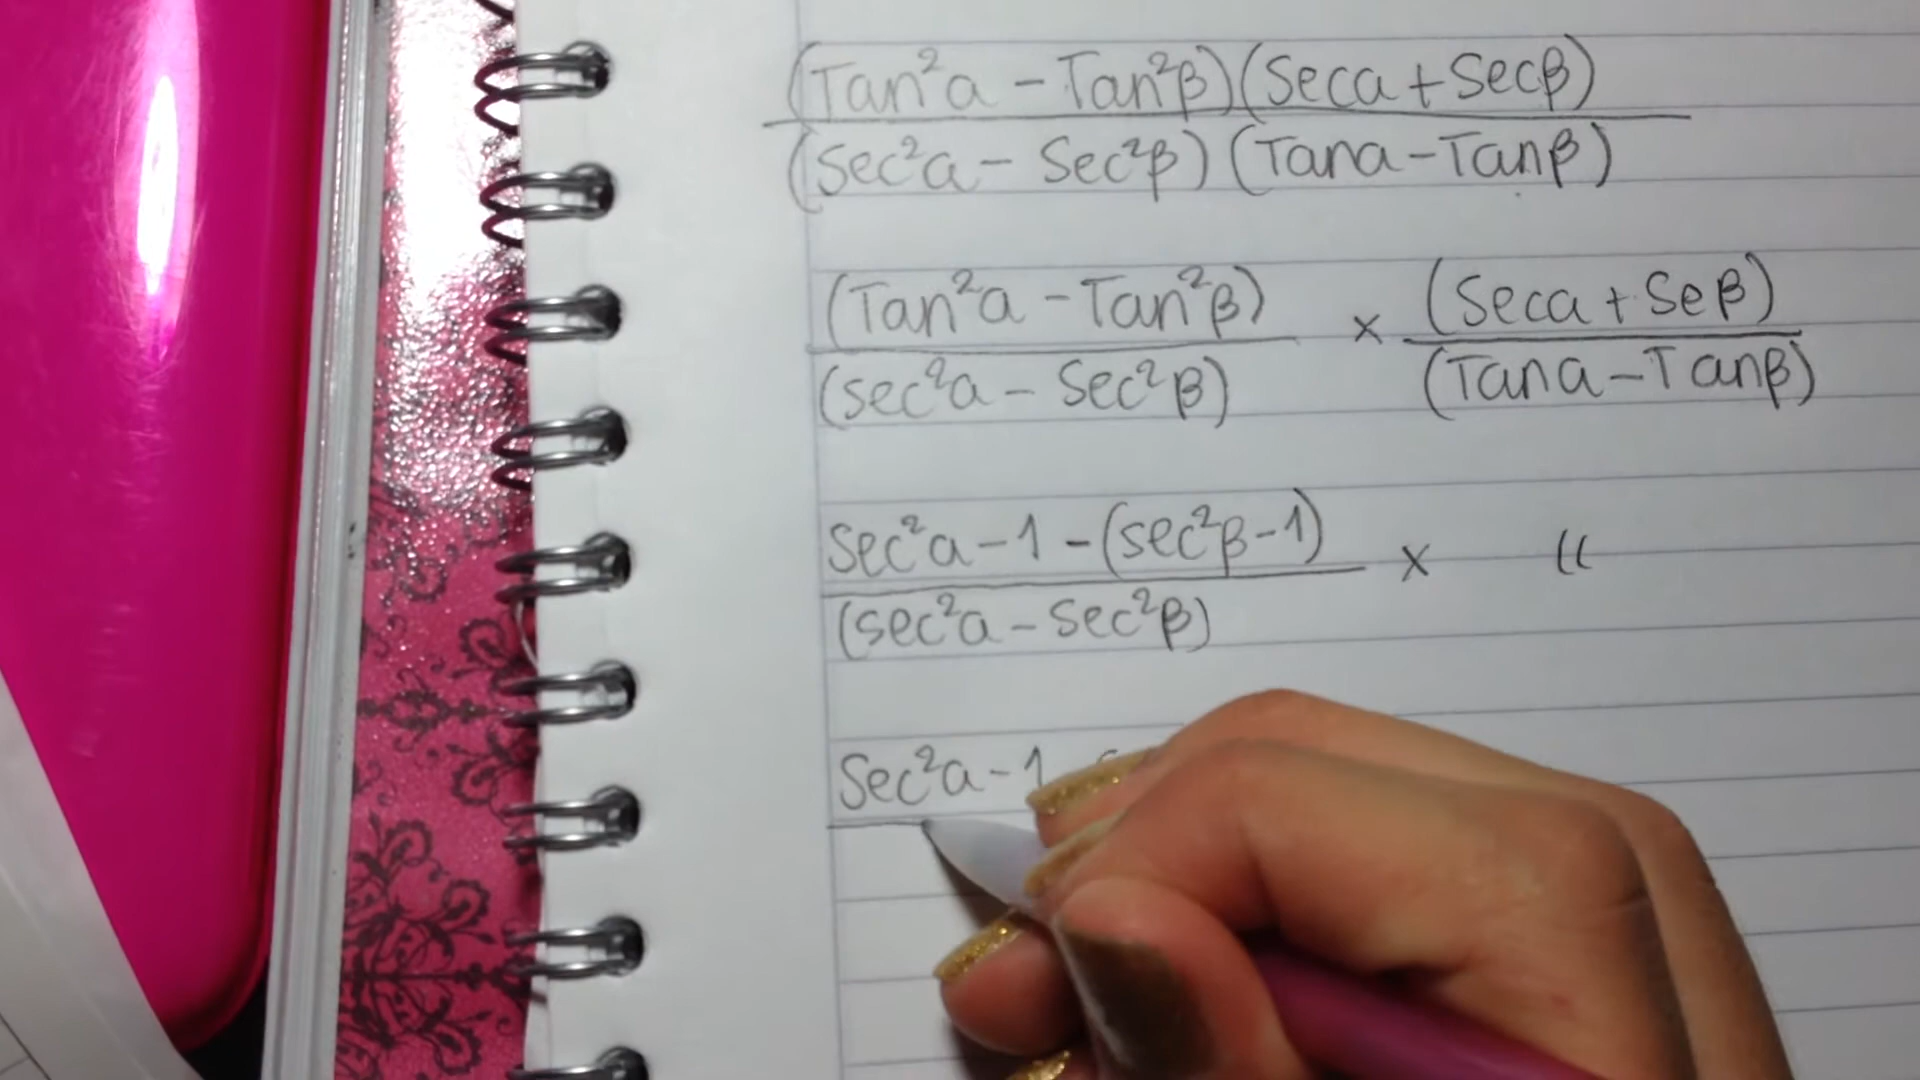 (Tan²a - Tan²β)(Seca + Secβ)
(Sec²a - Sec²β) (Tana - Tanβ)
(Tan²a - Tan²β) × (Seca + Seβ)
(sec²a - Sec²β) (Tana - Tanβ)
Sec²a - 1 - (sec²β - 1) × "
(sec²a - Sec²β)
Sec²a - 1